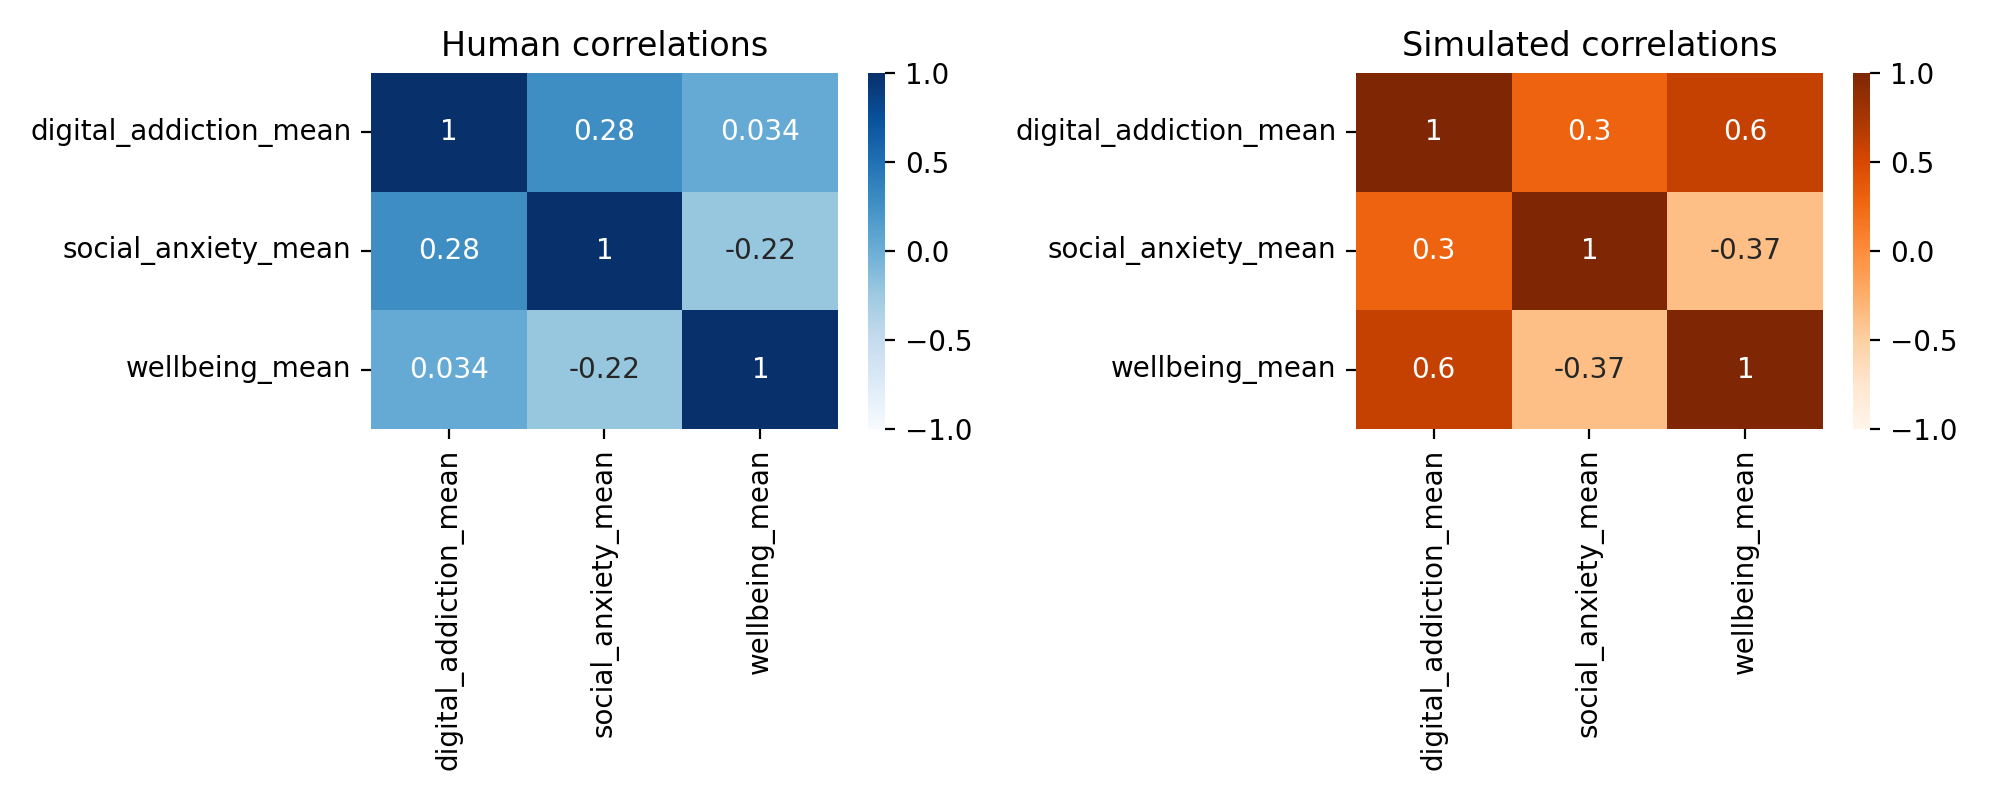 Human correlations
digital_addiction_mean
social_anxiety_mean
wellbeing_mean
1 0.28 0.034
0.28 1 -0.22
0.034 -0.22 1
digital_addiction_mean
social_anxiety_mean
wellbeing_mean
1.0
0.5
0.0
−0.5
−1.0
Simulated correlations
digital_addiction_mean
social_anxiety_mean
wellbeing_mean
1 0.3 0.6
0.3 1 -0.37
0.6 -0.37 1
digital_addiction_mean
social_anxiety_mean
wellbeing_mean
1.0
0.5
0.0
−0.5
−1.0